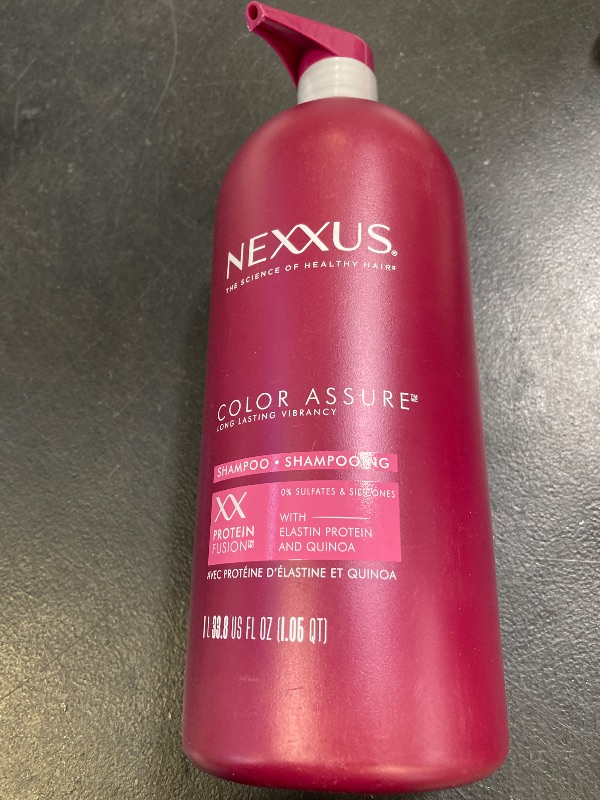 NEXXUS®
THE SCIENCE OF HEALTHY HAIR®
COLOR ASSURE™
LONG LASTING VIBRANCY
SHAMPOO • SHAMPOOING
XX
PROTEIN
FUSION
0% SULFATES & SILICONES
WITH
ELASTIN PROTEIN
AND QUINOA
AVEC PROTÉINE D'ÉLASTINE ET QUINOA
1 L 33.8 US FL OZ (1.05 QT)